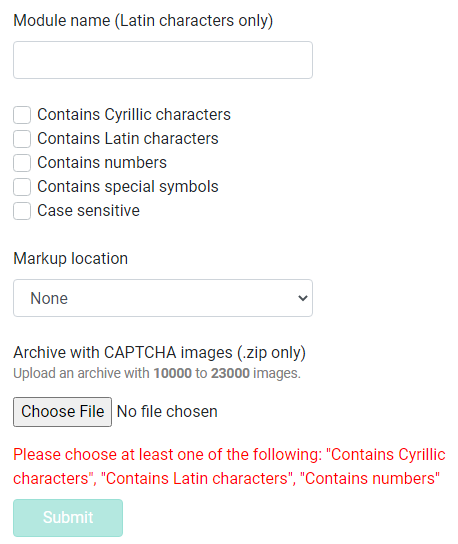 Module name (Latin characters only)
Contains Cyrillic characters
Contains Latin characters
Contains numbers
Contains special symbols
Case sensitive
Markup location
None
Archive with CAPTCHA images (.zip only)
Upload an archive with 10000 to 23000 images.
Choose File No file chosen
Please choose at least one of the following: "Contains Cyrillic
characters", "Contains Latin characters", "Contains numbers"
Submit